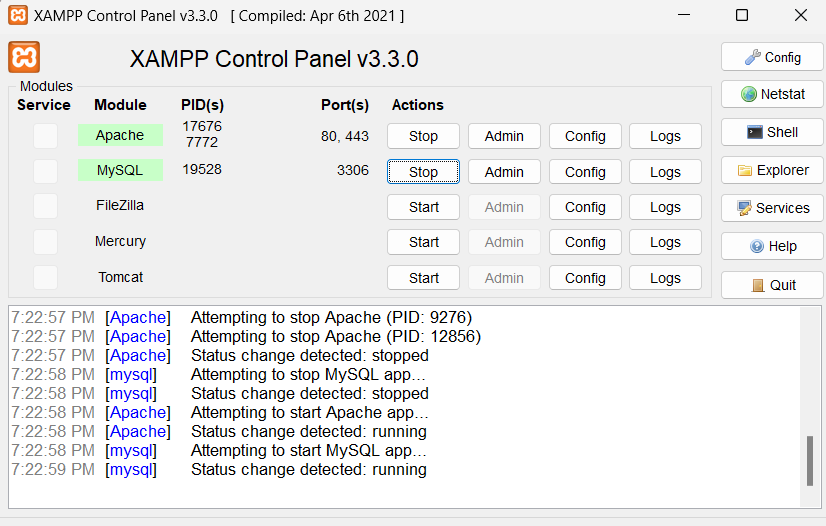 XAMPP Control Panel v3.3.0 [ Compiled: Apr 6th 2021 ]
XAMPP Control Panel v3.3.0
Config
Modules
Service Module PID(s) Port(s) Actions
Netstat
Apache 17676 7772 80, 443 Stop Admin Config Logs
Shell
MySQL 19528 3306 Stop Admin Config Logs
Explorer
FileZilla Start Admin Config Logs
Services
Mercury Start Admin Config Logs
Help
Tomcat Start Admin Config Logs
Quit
7:22:57 PM [Apache] Attempting to stop Apache (PID: 9276)
7:22:57 PM [Apache] Attempting to stop Apache (PID: 12856)
7:22:57 PM [Apache] Status change detected: stopped
7:22:58 PM [mysql] Attempting to stop MySQL app...
7:22:58 PM [mysql] Status change detected: stopped
7:22:58 PM [Apache] Attempting to start Apache app...
7:22:58 PM [Apache] Status change detected: running
7:22:58 PM [mysql] Attempting to start MySQL app...
7:22:59 PM [mysql] Status change detected: running